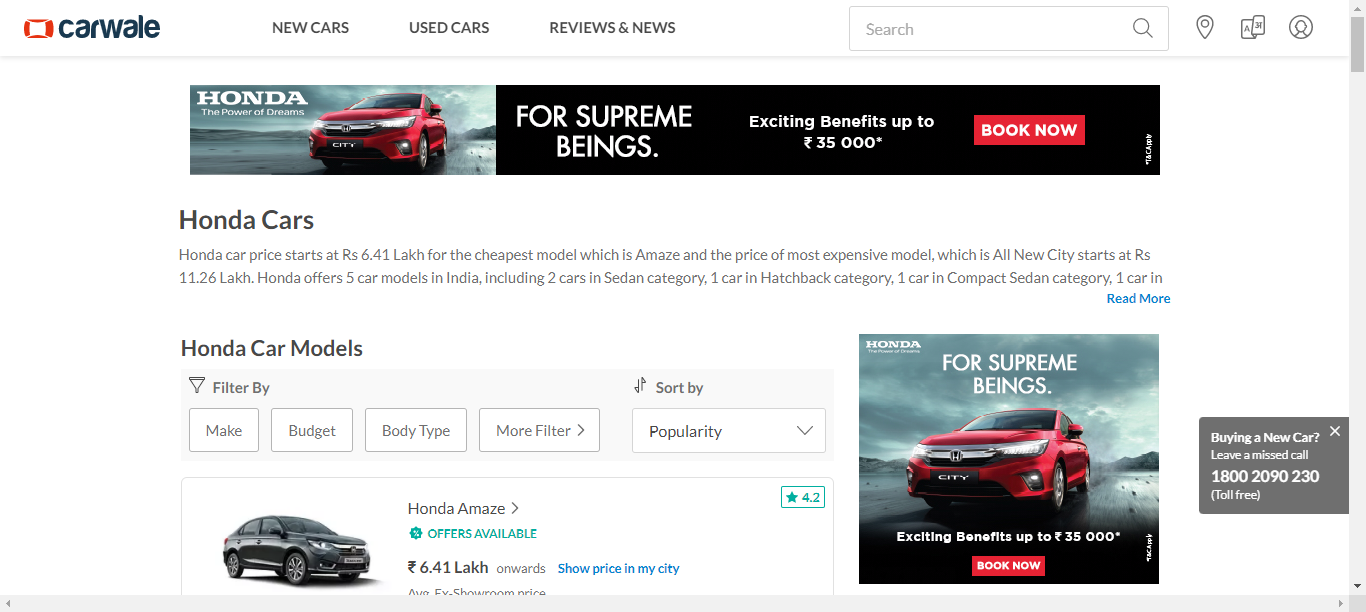 carwale
NEW CARS
USED CARS
REVIEWS & NEWS
Search
HONDA
The Power of Dreams
CITY
FOR SUPREME
BEINGS.
Exciting Benefits up to
₹ 35 000*
BOOK NOW
*T&C Apply
Honda Cars
Honda car price starts at Rs 6.41 Lakh for the cheapest model which is Amaze and the price of most expensive model, which is All New City starts at Rs
11.26 Lakh. Honda offers 5 car models in India, including 2 cars in Sedan category, 1 car in Hatchback category, 1 car in Compact Sedan category, 1 car in
Read More
Honda Car Models
Filter By
Sort by
Make
Budget
Body Type
More Filter
Popularity
Honda Amaze
4.2
OFFERS AVAILABLE
₹ 6.41 Lakh onwards Show price in my city
Avg. Ex-Showroom price
HONDA
The Power of Dreams
FOR SUPREME
BEINGS.
CITY
Exciting Benefits up to ₹ 35 000*
BOOK NOW
*T&C Apply
Buying a New Car?
Leave a missed call
1800 2090 230
(Toll free)